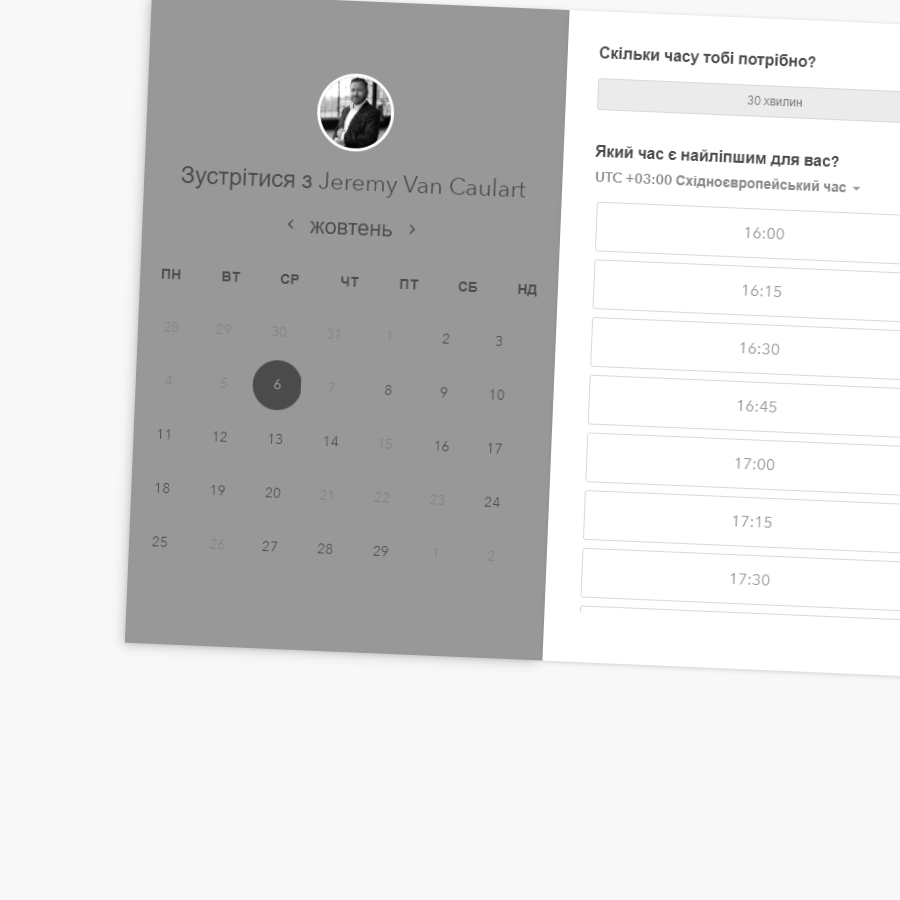 Зустрітися з Jeremy Van Caulart
‹ жовтень ›
ПН ВТ СР ЧТ ПТ СБ НД
28 29 30 31 1 2 3
4 5 6 7 8 9 10
11 12 13 14 15 16 17
18 19 20 21 22 23 24
25 26 27 28 29 1 2
Скільки часу тобі потрібно?
30 хвилин
Який час є найліпшим для вас?
UTC +03:00 Східноєвропейський час
16:00
16:15
16:30
16:45
17:00
17:15
17:30